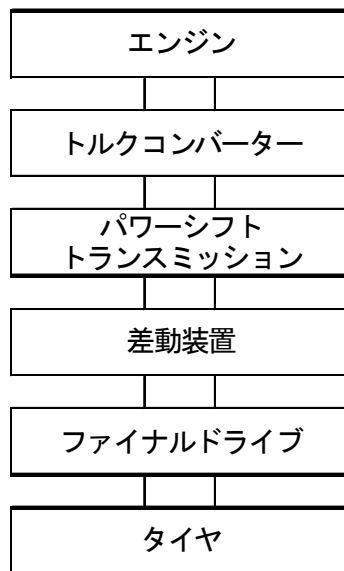 エンジン
トルクコンバーター
パワーシフト
トランスミッション
差動装置
ファイナルドライブ
タイヤ